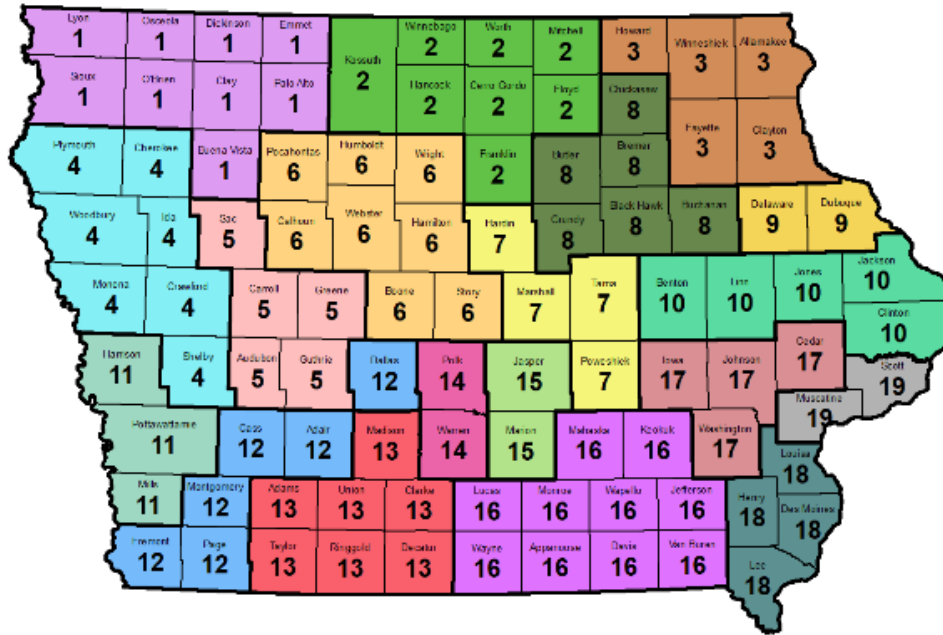 Lyon
1
Osceola
1
Dickinson
1
Emmet
1
Kossuth
2
Winnebago
2
Worth
2
Mitchell
2
Howard
3
Winneshiek
3
Allamakee
3
Sioux
1
O'Brien
1
Clay
1
Palo Alto
1
Hancock
2
Cerro Gordo
2
Floyd
2
Chickasaw
8
Fayette
3
Clayton
3
Plymouth
4
Cherokee
4
Buena Vista
1
Pocahontas
6
Humboldt
6
Wright
6
Franklin
2
Butler
8
Bremer
8
Woodbury
4
Ida
4
Sac
5
Calhoun
6
Webster
6
Hamilton
6
Hardin
7
Grundy
8
Black Hawk
8
Buchanan
8
Delaware
9
Dubuque
9
Monona
4
Crawford
4
Carroll
5
Greene
5
Boone
6
Story
6
Marshall
7
Tama
7
Benton
10
Linn
10
Jones
10
Jackson
10
Clinton
10
Harrison
11
Shelby
4
Audubon
5
Guthrie
5
Dallas
12
Polk
14
Jasper
15
Poweshiek
7
Iowa
17
Johnson
17
Cedar
17
Scott
19
Muscatine
19
Pottawattamie
11
Cass
12
Adair
12
Madison
13
Warren
14
Marion
15
Mahaska
16
Keokuk
16
Washington
17
Louisa
18
Mills
11
Montgomery
12
Adams
13
Union
13
Clarke
13
Lucas
16
Monroe
16
Wapello
16
Jefferson
16
Henry
18
Des Moines
18
Fremont
12
Page
12
Taylor
13
Ringgold
13
Decatur
13
Wayne
16
Appanoose
16
Davis
16
Van Buren
16
Lee
18